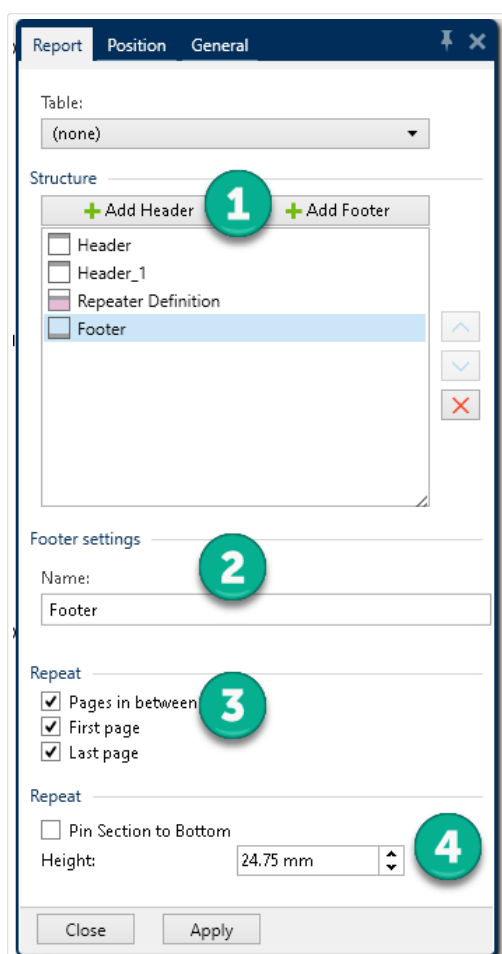 Report Position General
Table:
(none)
Structure
Add Header 1 Add Footer
Header
Header_1
Repeater Definition
Footer
Footer settings
2
Name:
Footer
Repeat
Pages in between
3
First page
Last page
Repeat
Pin Section to Bottom
Height: 24.75 mm
4
Close Apply